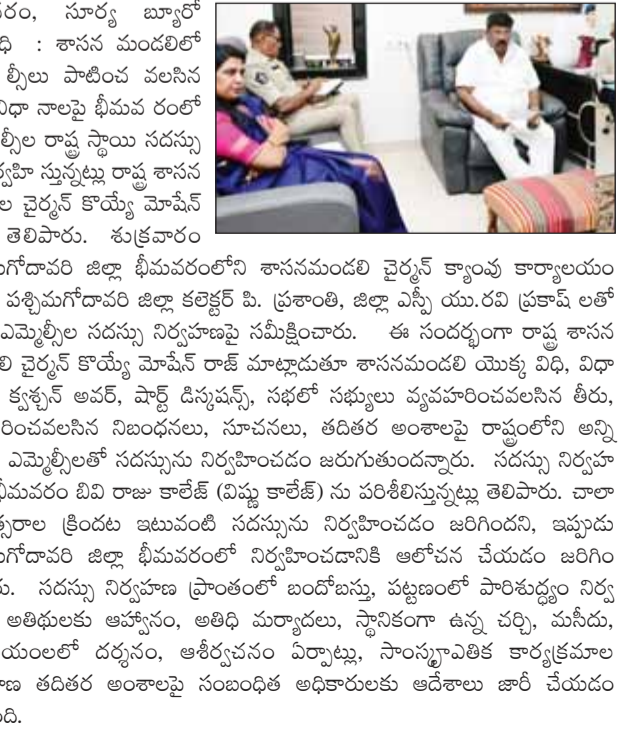 వరం, సూర్య బ్యూరో
ధి : శాసన మండలిలో
ల్సీలు పాటించ వలసిన
విధా నాలపై భీమవ రంలో
ల్సీల రాష్ట్ర స్థాయి సదస్సు
ర్వహి స్తున్నట్లు రాష్ట్ర శాసన
ల చైర్మన్ కొయ్యే మోషేన్
తెలిపారు. శుక్రవారం
మగోదావరి జిల్లా భీమవరంలోని శాసనమండలి చైర్మన్ క్యాంపు కార్యాలయం
పశ్చిమగోదావరి జిల్లా కలెక్టర్ పి. ప్రశాంతి, జిల్లా ఎస్పీ యు.రవి ప్రకాష్ లతో
ఎమ్మెల్సీల సదస్సు నిర్వహణపై సమీక్షించారు. ఈ సందర్భంగా రాష్ట్ర శాసన
లి చైర్మన్ కొయ్యే మోషేన్ రాజ్ మాట్లాడుతూ శాసనమండలి యొక్క విధి, విధా
క్వశ్చన్ అవర్, షార్ట్ డిస్కషన్స్, సభలో సభ్యులు వ్యవహరించవలసిన తీరు,
రించవలసిన నిబంధనలు, సూచనలు, తదితర అంశాలపై రాష్ట్రంలోని అన్ని
ఎమ్మెల్సీలతో సదస్సును నిర్వహించడం జరుగుతుందన్నారు. సదస్సు నిర్వహ
భీమవరం బివి రాజు కాలేజ్ (విష్ణు కాలేజ్) ను పరిశీలిస్తున్నట్లు తెలిపారు. చాలా
త్సరాల క్రిందట ఇటువంటి సదస్సును నిర్వహించడం జరిగిందని, ఇప్పుడు
మగోదావరి జిల్లా భీమవరంలో నిర్వహించడానికి ఆలోచన చేయడం జరిగిం
రు. సదస్సు నిర్వహణ ప్రాంతంలో బందోబస్తు, పట్టణంలో పారిశుద్ధ్యం నిర్వ
అతిథులకు ఆహ్వానం, అతిధి మర్యాదలు, స్థానికంగా ఉన్న చర్చి, మసీదు,
యంలలో దర్శనం, ఆశీర్వచనం ఏర్పాట్లు, సాంస్కృాఎతిక కార్యక్రమాల
ణ తదితర అంశాలపై సంబంధిత అధికారులకు ఆదేశాలు జారీ చేయడం
ంది.